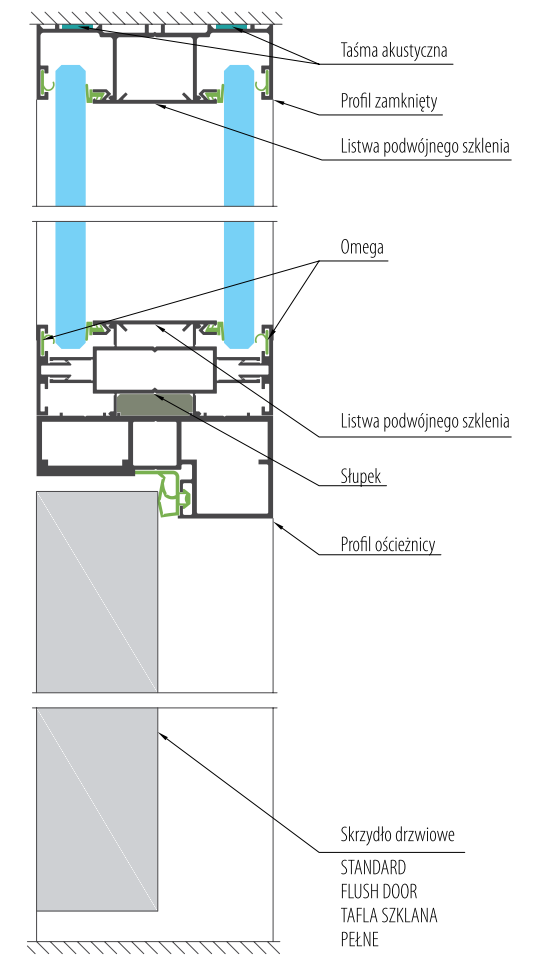 Taśma akustyczna
Profil zamknięty
Listwa podwójnego szklenia
Omega
Listwa podwójnego szklenia
Słupek
Profil ościeżnicy
Skrzydło drzwiowe
STANDARD
FLUSH DOOR
TAFLA SZKLANA
PEŁNE